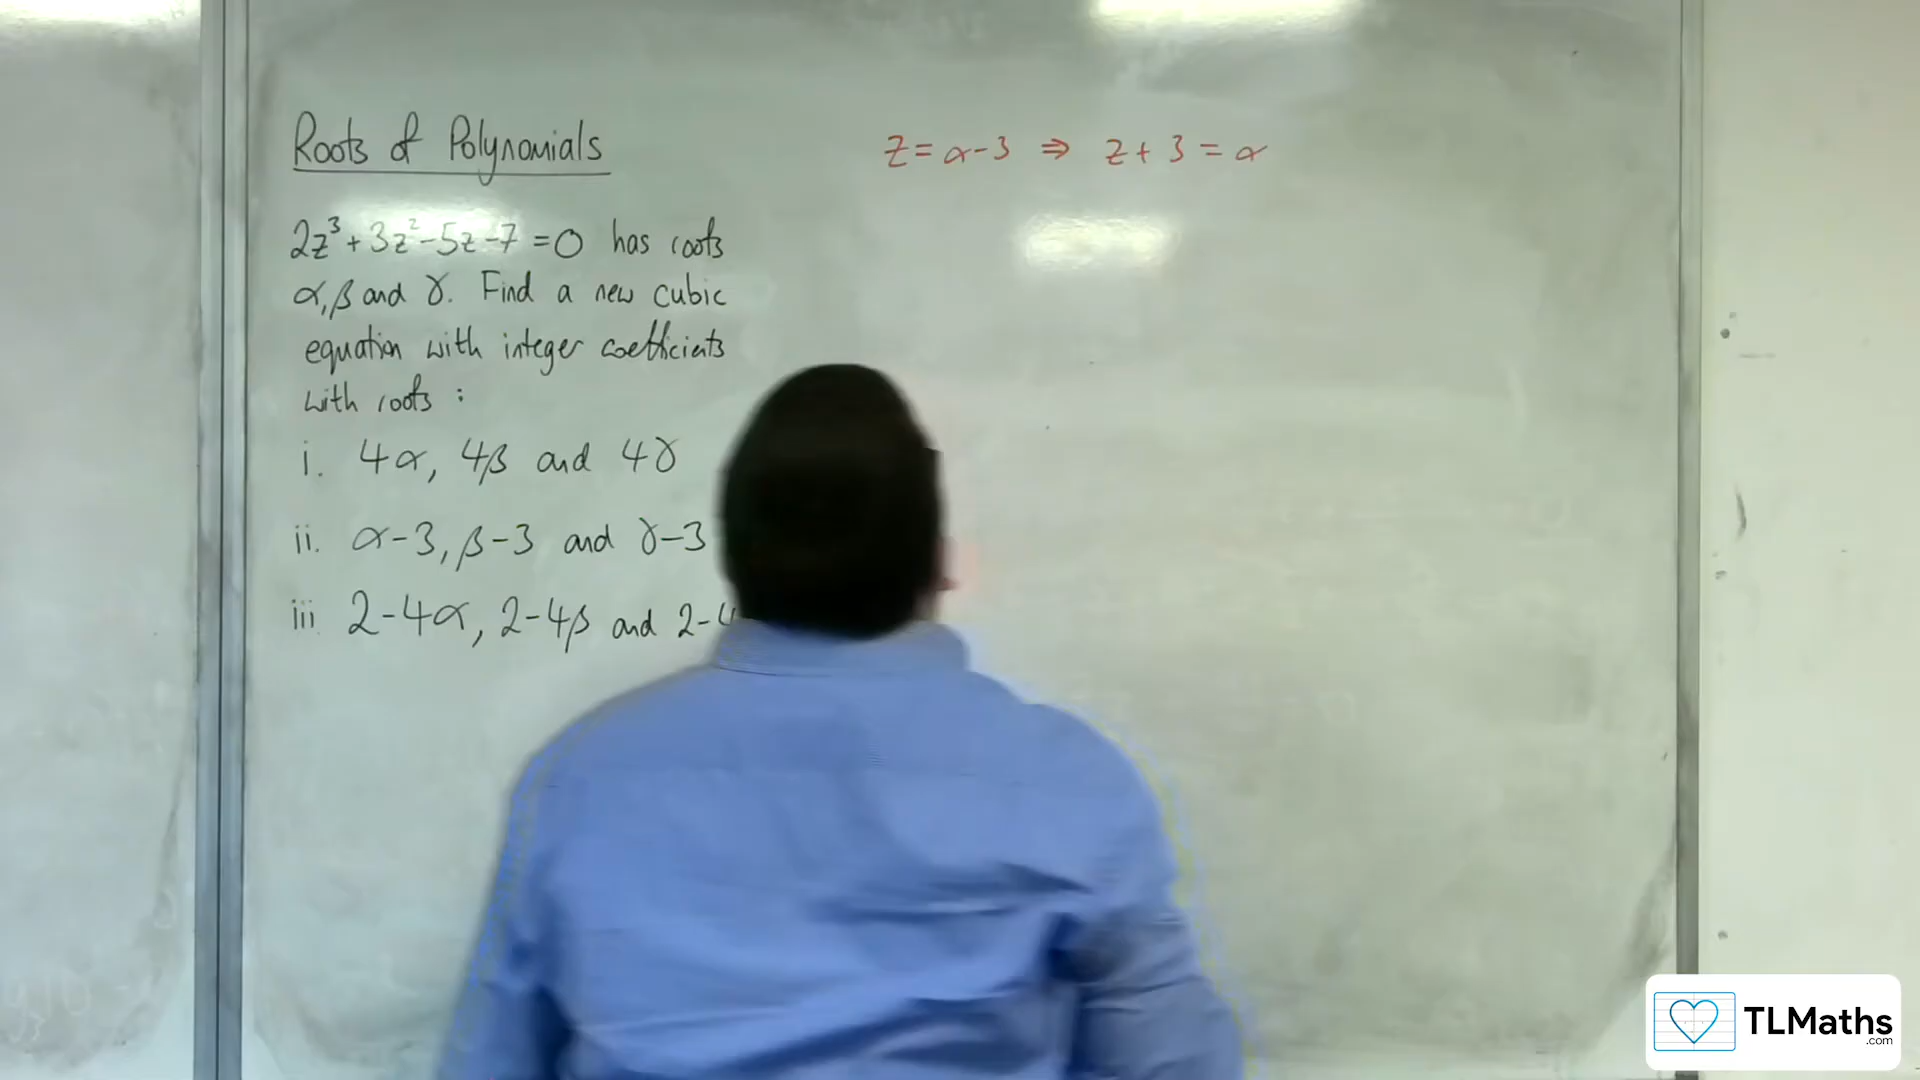 Roots of Polynomials
z = α-3 ⇒ z+3 = α
2z³+3z²-5z-7=0 has roots
α, β and γ. Find a new cubic
equation with integer coefficients
with roots :
i. 4α, 4β and 4γ
ii. α-3, β-3 and γ-3
iii 2-4α, 2-4β and 2-4
TLMaths
.com